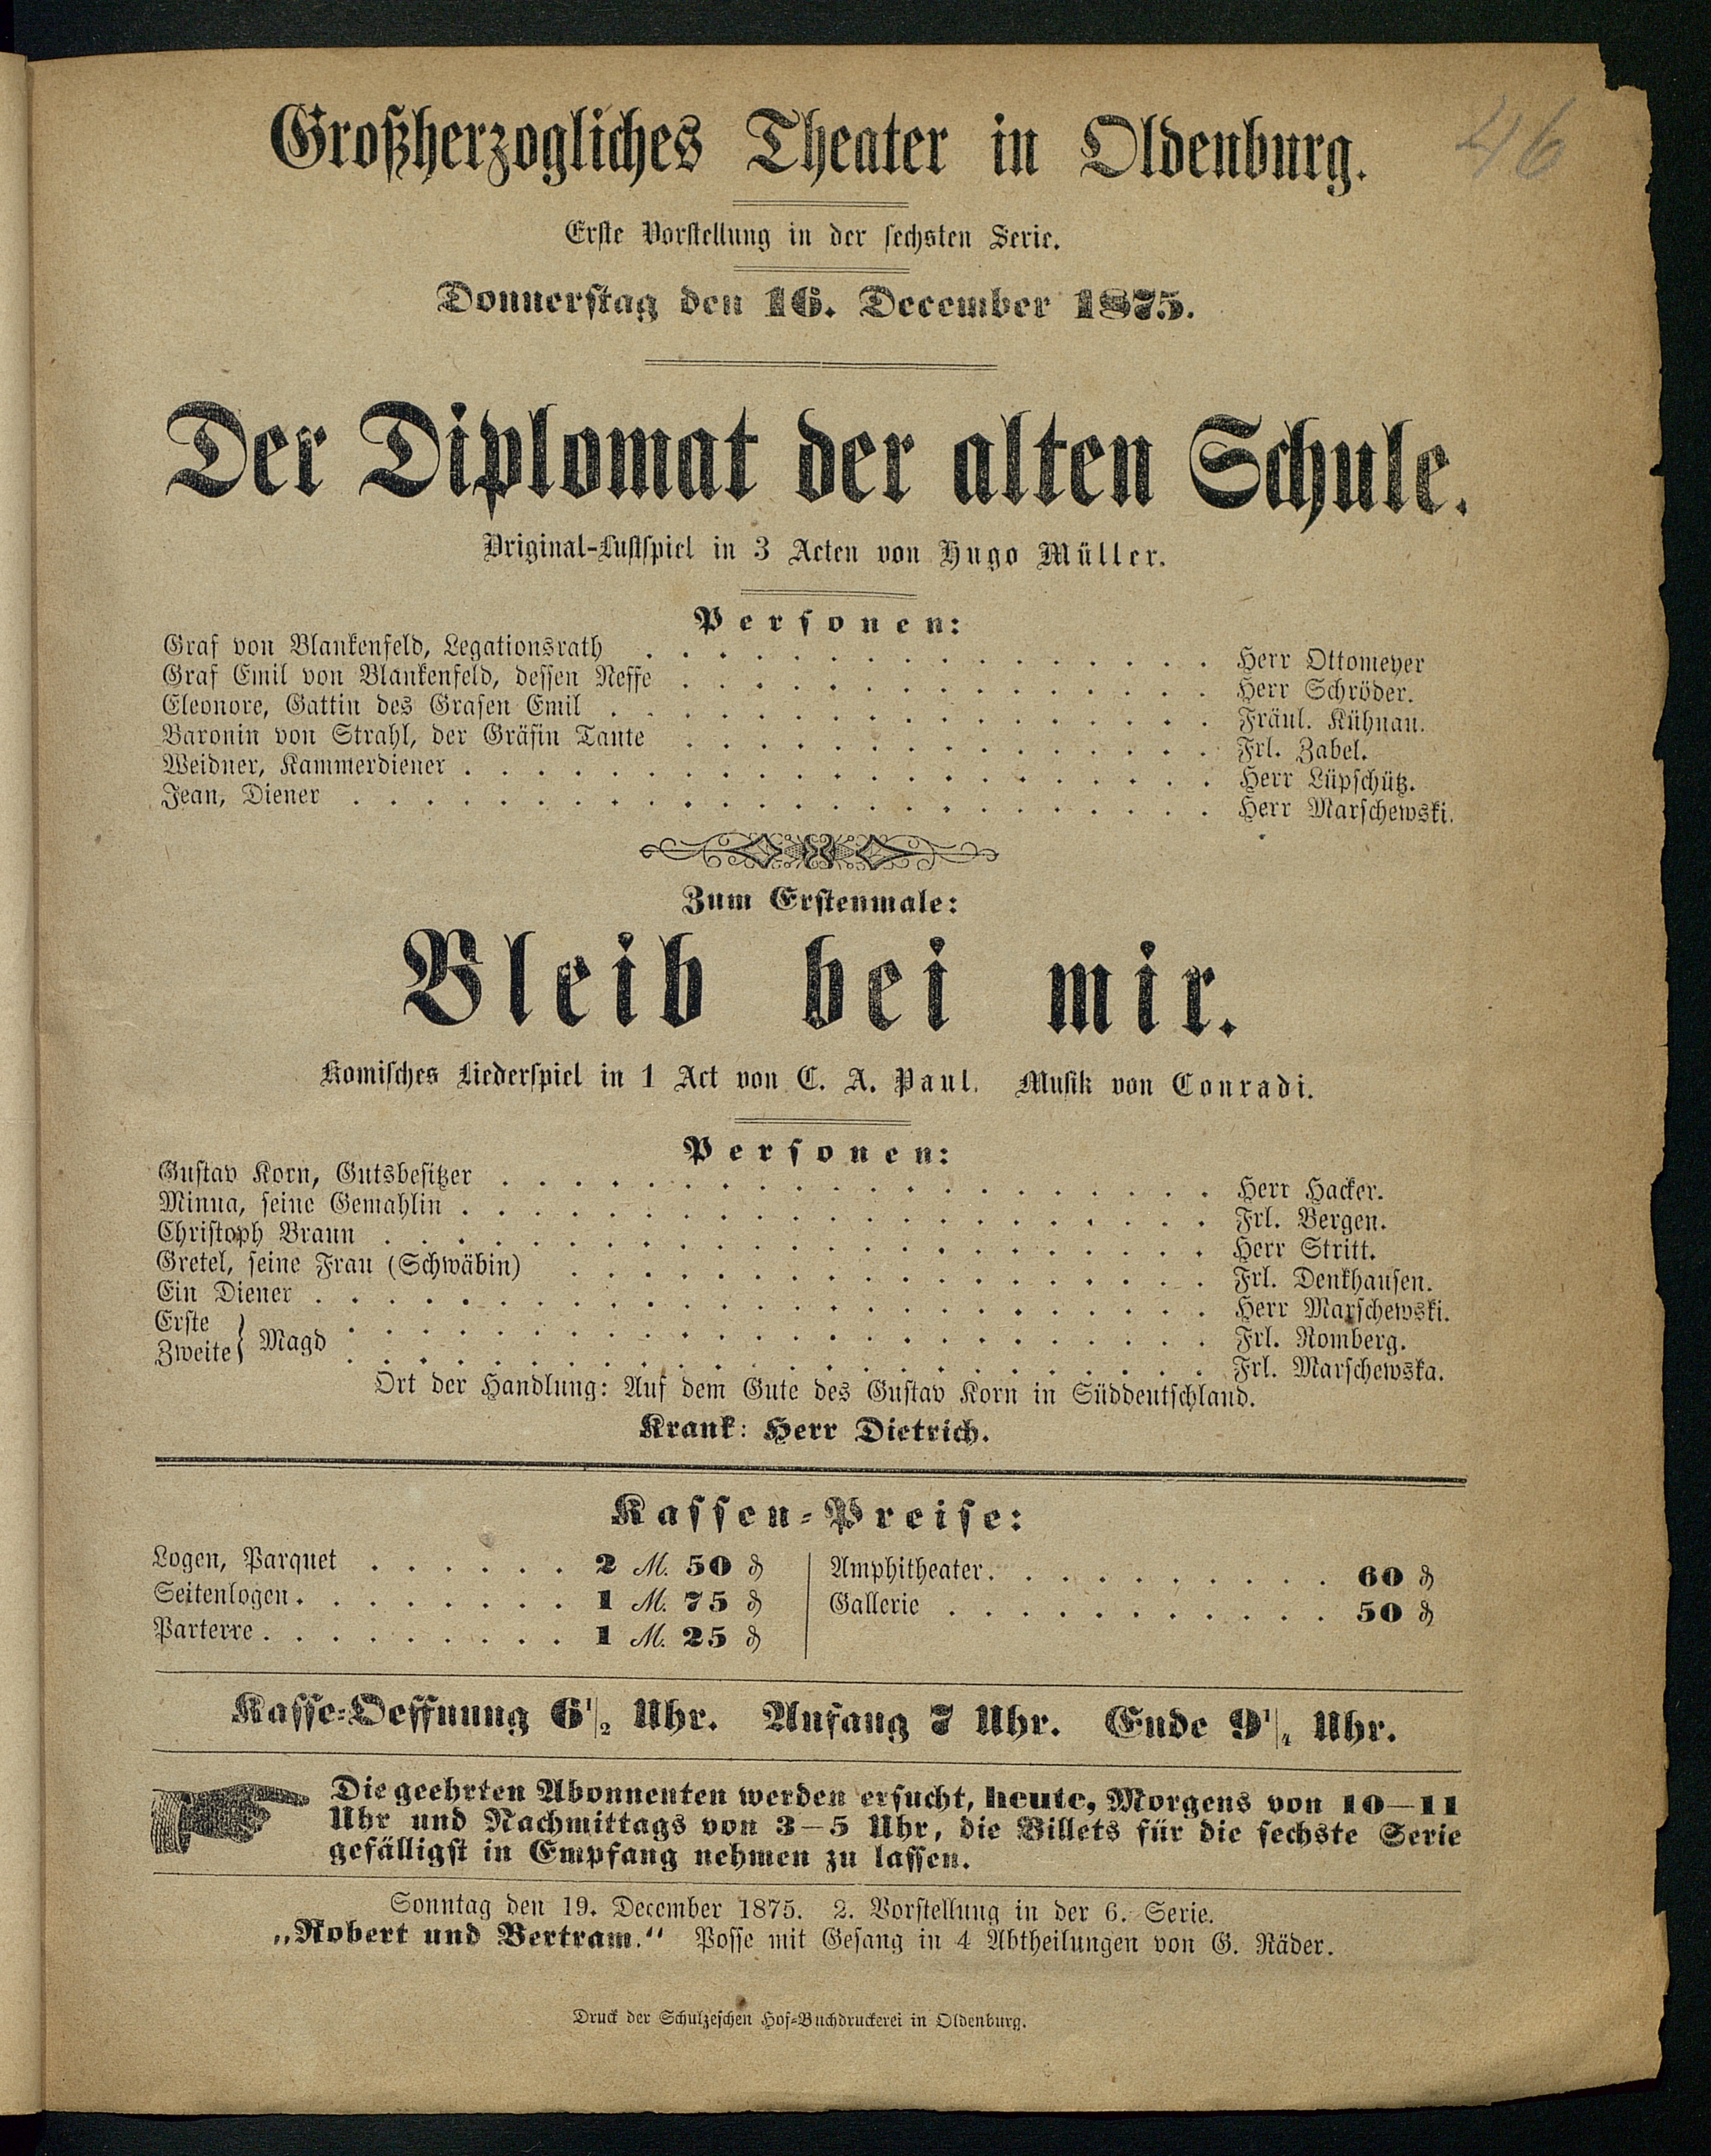 46
Großherzogliches Theater in Oldenburg.
Erste Vorstellung in der sechsten Serie.
Donnerstag den 16. December 1875.
Der Diplomat der alten Schule.
Original-Lustspiel in 3 Acten von Hugo Müller.
Personen:
Graf von Blankenfeld, Legationsrath . . . . . . . . . . . . . . . . Herr Ottomeyer
Graf Emil von Blankenfeld, dessen Neffe . . . . . . . . . . . . . . . Herr Schröder.
Eleonore, Gattin des Grafen Emil . . . . . . . . . . . . . . . . . Fräul. Kühnau.
Baronin von Strahl, der Gräfin Tante . . . . . . . . . . . . . . . Frl. Zabel.
Weidner, Kammerdiener . . . . . . . . . . . . . . . . . . . . . Herr Lüpschütz.
Jean, Diener . . . . . . . . . . . . . . . . . . . . . . . . Herr Marschewski.
Zum Erstenmale:
Bleib bei mir.
Komisches Liederspiel in 1 Act von C. A. Paul. Musik von Conradi.
Personen:
Gustav Korn, Gutsbesitzer . . . . . . . . . . . . . . . . . . . . Herr Hacker.
Minna, seine Gemahlin . . . . . . . . . . . . . . . . . . . . . Frl. Bergen.
Christoph Braun . . . . . . . . . . . . . . . . . . . . . . . Herr Stritt.
Gretel, seine Frau (Schwäbin) . . . . . . . . . . . . . . . . . . Frl. Denkhausen.
Ein Diener . . . . . . . . . . . . . . . . . . . . . . . . . Herr Marschewski.
Erste } Magd . . . . . . . . . . . . . . . . . . . . . . . . Frl. Romberg.
Zweite } . . . . . . . . . . . . . . . . . . . . . . . . Frl. Marschewska.
Ort der Handlung: Auf dem Gute des Gustav Korn in Süddeutschland.
Krank: Herr Dietrich.
Kassen-Preise:
Logen, Parquet . . . . . . 2 M. 50 ₰
Seitenlogen . . . . . . . . 1 M. 75 ₰
Parterre . . . . . . . . . 1 M. 25 ₰
Amphitheater . . . . . . . . . . 60 ₰
Gallerie . . . . . . . . . . . 50 ₰
Kasse-Oeffnung 6 1/2 Uhr. Anfang 7 Uhr. Ende 9 1/4 Uhr.
Die geehrten Abonnenten werden ersucht, heute, Morgens von 10—11
Uhr und Nachmittags von 3—5 Uhr, die Billets für die sechste Serie
gefälligst in Empfang nehmen zu lassen.
Sonntag den 19. December 1875. 2. Vorstellung in der 6. Serie.
„Robert und Bertram.“ Posse mit Gesang in 4 Abtheilungen von G. Räder.
Druck der Schulzeschen Hof-Buchdruckerei in Oldenburg.